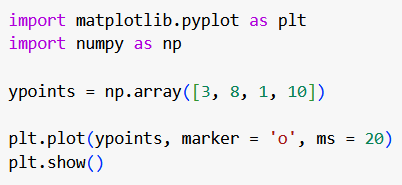 import matplotlib.pyplot as plt
import numpy as np
ypoints = np.array([3, 8, 1, 10])
plt.plot(ypoints, marker = 'o', ms = 20)
plt.show()